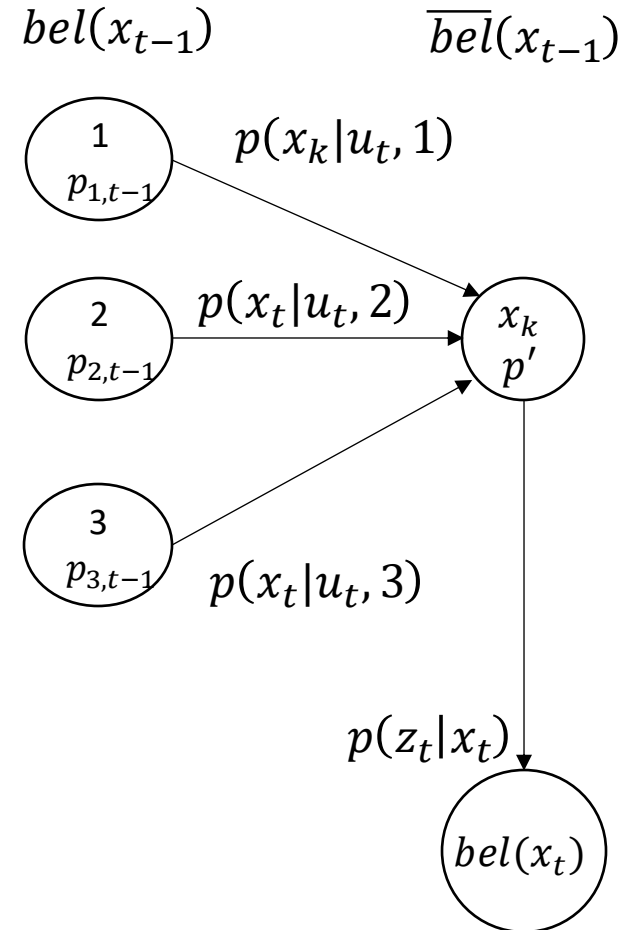 bel(x_{t−1})
\overline{bel}(x_{t−1})
1
p_{1,t−1}
p(x_k|u_t, 1)
2
p_{2,t−1}
p(x_t|u_t, 2)
x_k
p′
3
p_{3,t−1}
p(x_t|u_t, 3)
p(z_t|x_t)
bel(x_t)